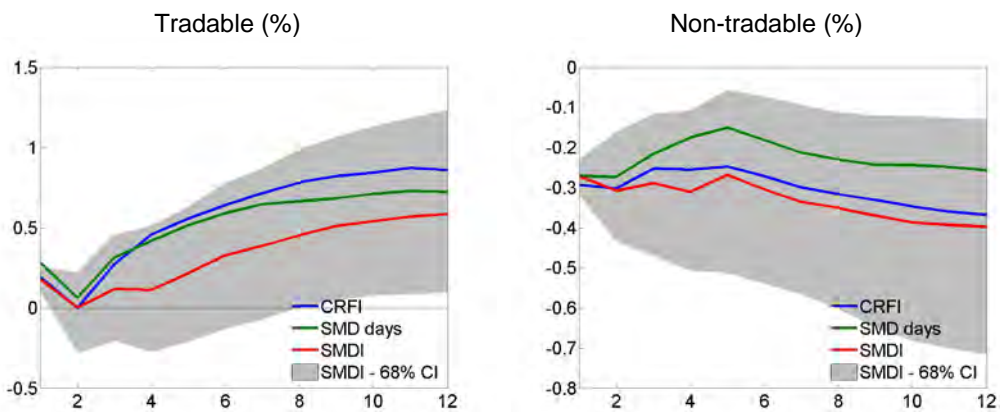 Tradable (%)
1.5
1
0.5
0
-0.5
2 4 6 8 10 12
CRFI
SMD days
SMDI
SMDI - 68% CI
Non-tradable (%)
0
-0.1
-0.2
-0.3
-0.4
-0.5
-0.6
-0.7
-0.8
2 4 6 8 10 12
CRFI
SMD days
SMDI
SMDI - 68% CI